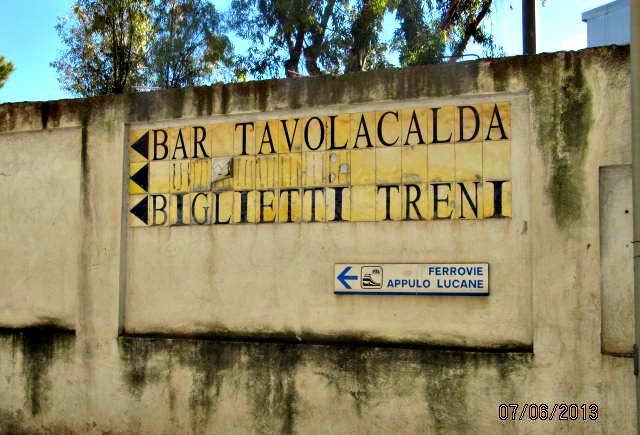 BAR TAVOLACALDA
BIGLIETTI TRENI
FERROVIE
APPULO LUCANE
07/06/2013